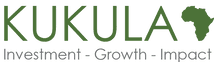 KUKULA
Investment - Growth - Impact